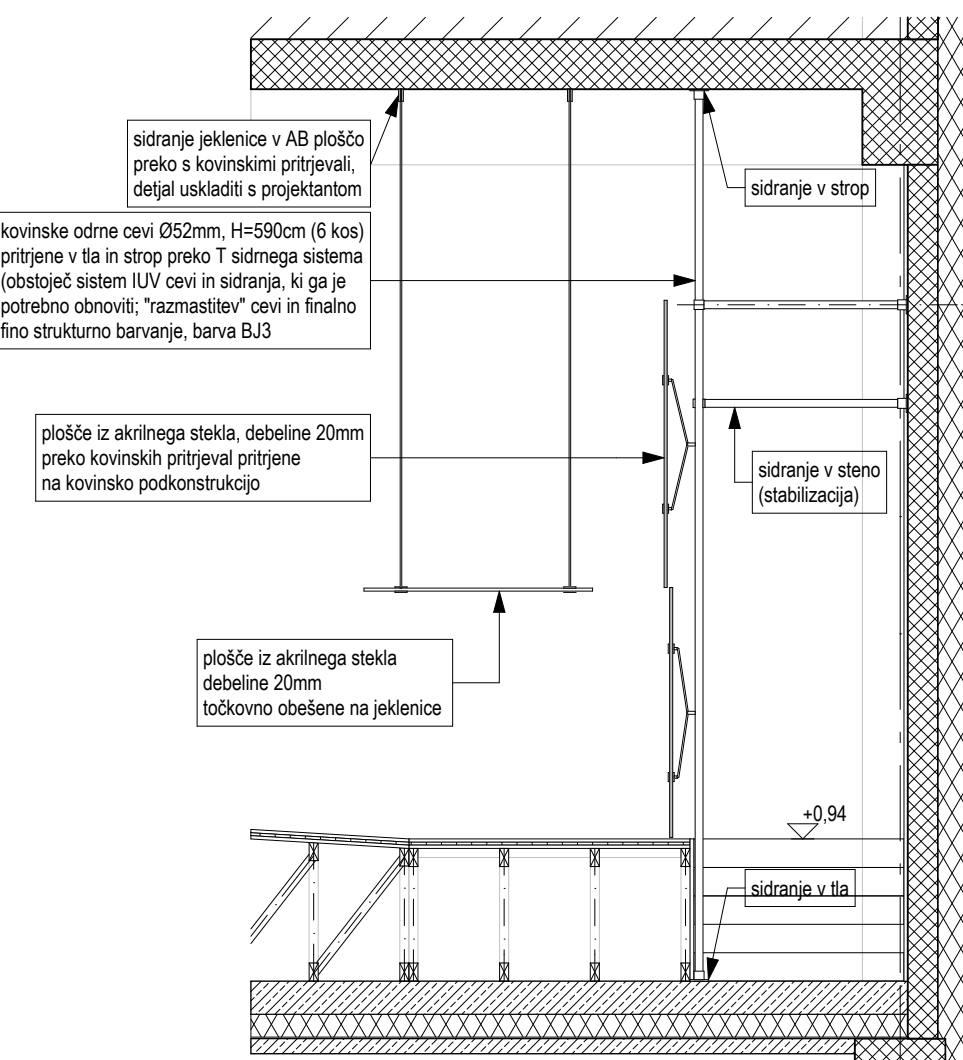 sidranje jeklenice v AB ploščo
preko s kovinskimi pritrjevali,
detjal uskladiti s projektantom
sidranje v strop
kovinske odrne cevi Ø52mm, H=590cm (6 kos)
pritrjene v tla in strop preko T sidrnega sistema
(obstoječ sistem IUV cevi in sidranja, ki ga je
potrebno obnoviti; "razmastitev" cevi in finalno
fino strukturno barvanje, barva BJ3
plošče iz akrilnega stekla, debeline 20mm
preko kovinskih pritrjeval pritrjene
na kovinsko podkonstrukcijo
sidranje v steno
(stabilizacija)
plošče iz akrilnega stekla
debeline 20mm
točkovno obešene na jeklenice
+0,94
sidranje v tla